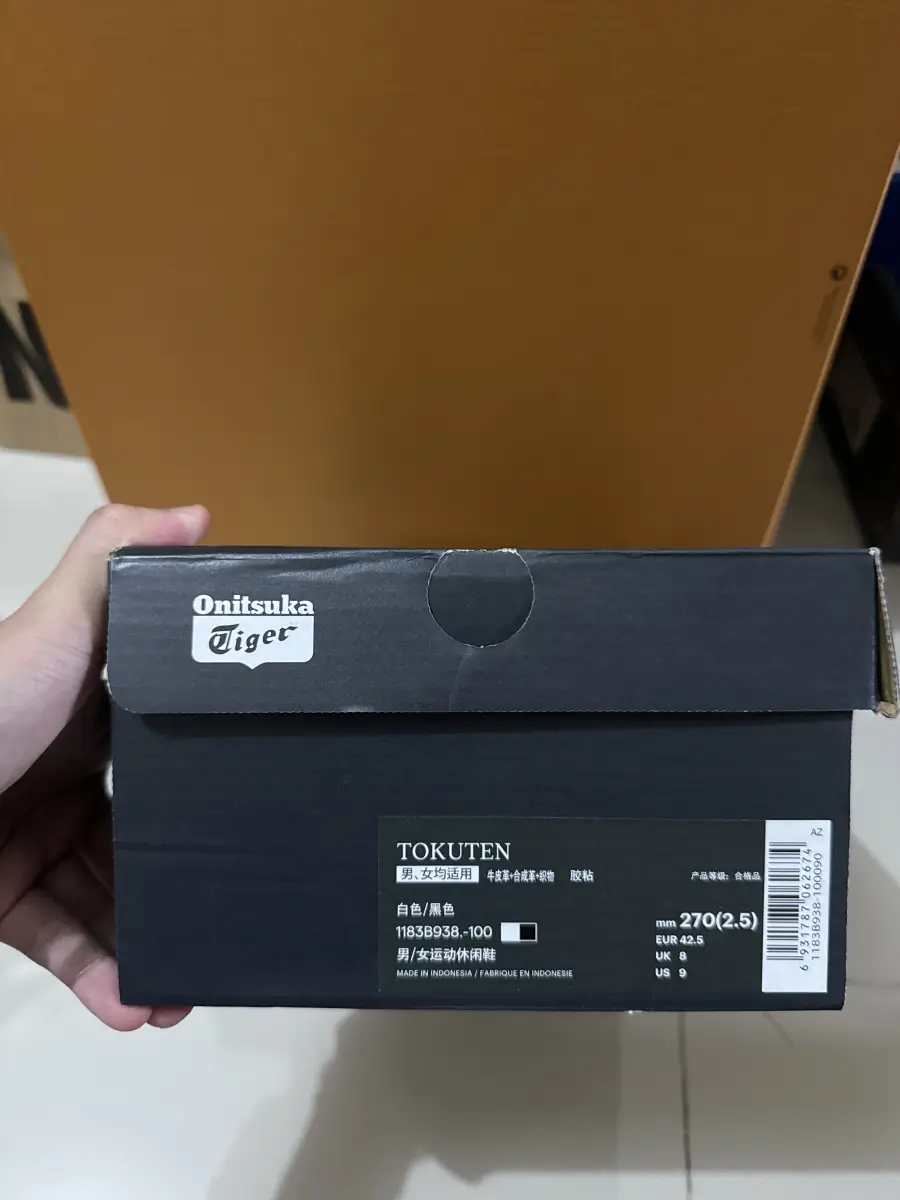 N
Onitsuka
Tiger
TOKUTEN
男、女均适用 牛皮革+合成革+织物 胶粘 产品等级：合格品
白色/黑色
1183B938.-100
男/女运动休闲鞋
MADE IN INDONESIA / FABRIQUE EN INDONESIE
mm 270(2.5)
EUR 42.5
UK 8
US 9
AZ
6 931787 062674
1183B938-100090